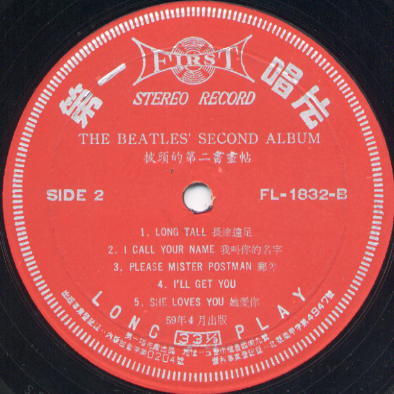 第一 FIRST 唱片
STEREO RECORD
THE BEATLES' SECOND ALBUM
披頭的第二書畫帖
SIDE 2
FL-1832-B
1. LONG TALL 長途遠足
2. I CALL YOUR NAME 我叫你的名字
3. PLEASE MISTER POSTMAN 郵
4. I'LL GET YOU
5. SHE LOVES YOU 她愛你
59年4月出版
LONG 33⅓ PLAY